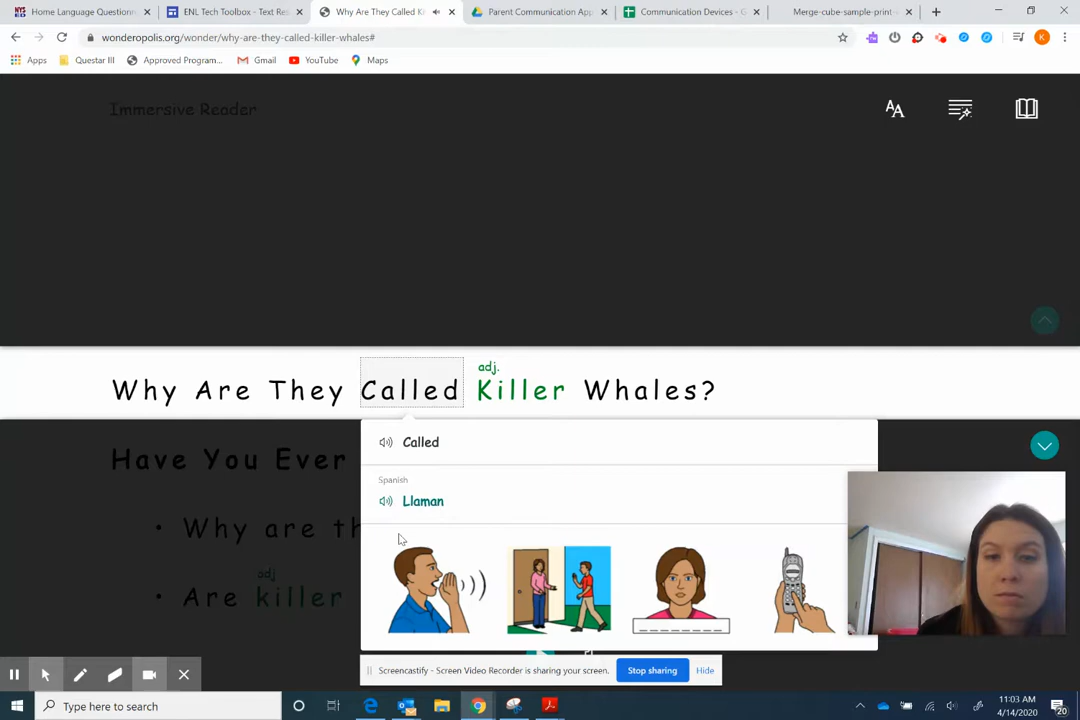 Home Language Questionn
ENL Tech Toolbox - Text Re
Why Are They Called Ki
Parent Communication App
Communication Devices - G
Merge-cube-sample-print
wonderopolis.org/wonder/why-are-they-called-killer-whales#
Apps
Questar III
Approved Program...
Gmail
YouTube
Maps
Immersive Reader
adj.
Why Are They Called Killer Whales?
Called
Have You Ever
Spanish
Llaman
Why are th
adj
Are killer
Screencastify - Screen Video Recorder is sharing your screen.
Stop sharing
Hide
Type here to search
11:03 AM
4/14/2020
20